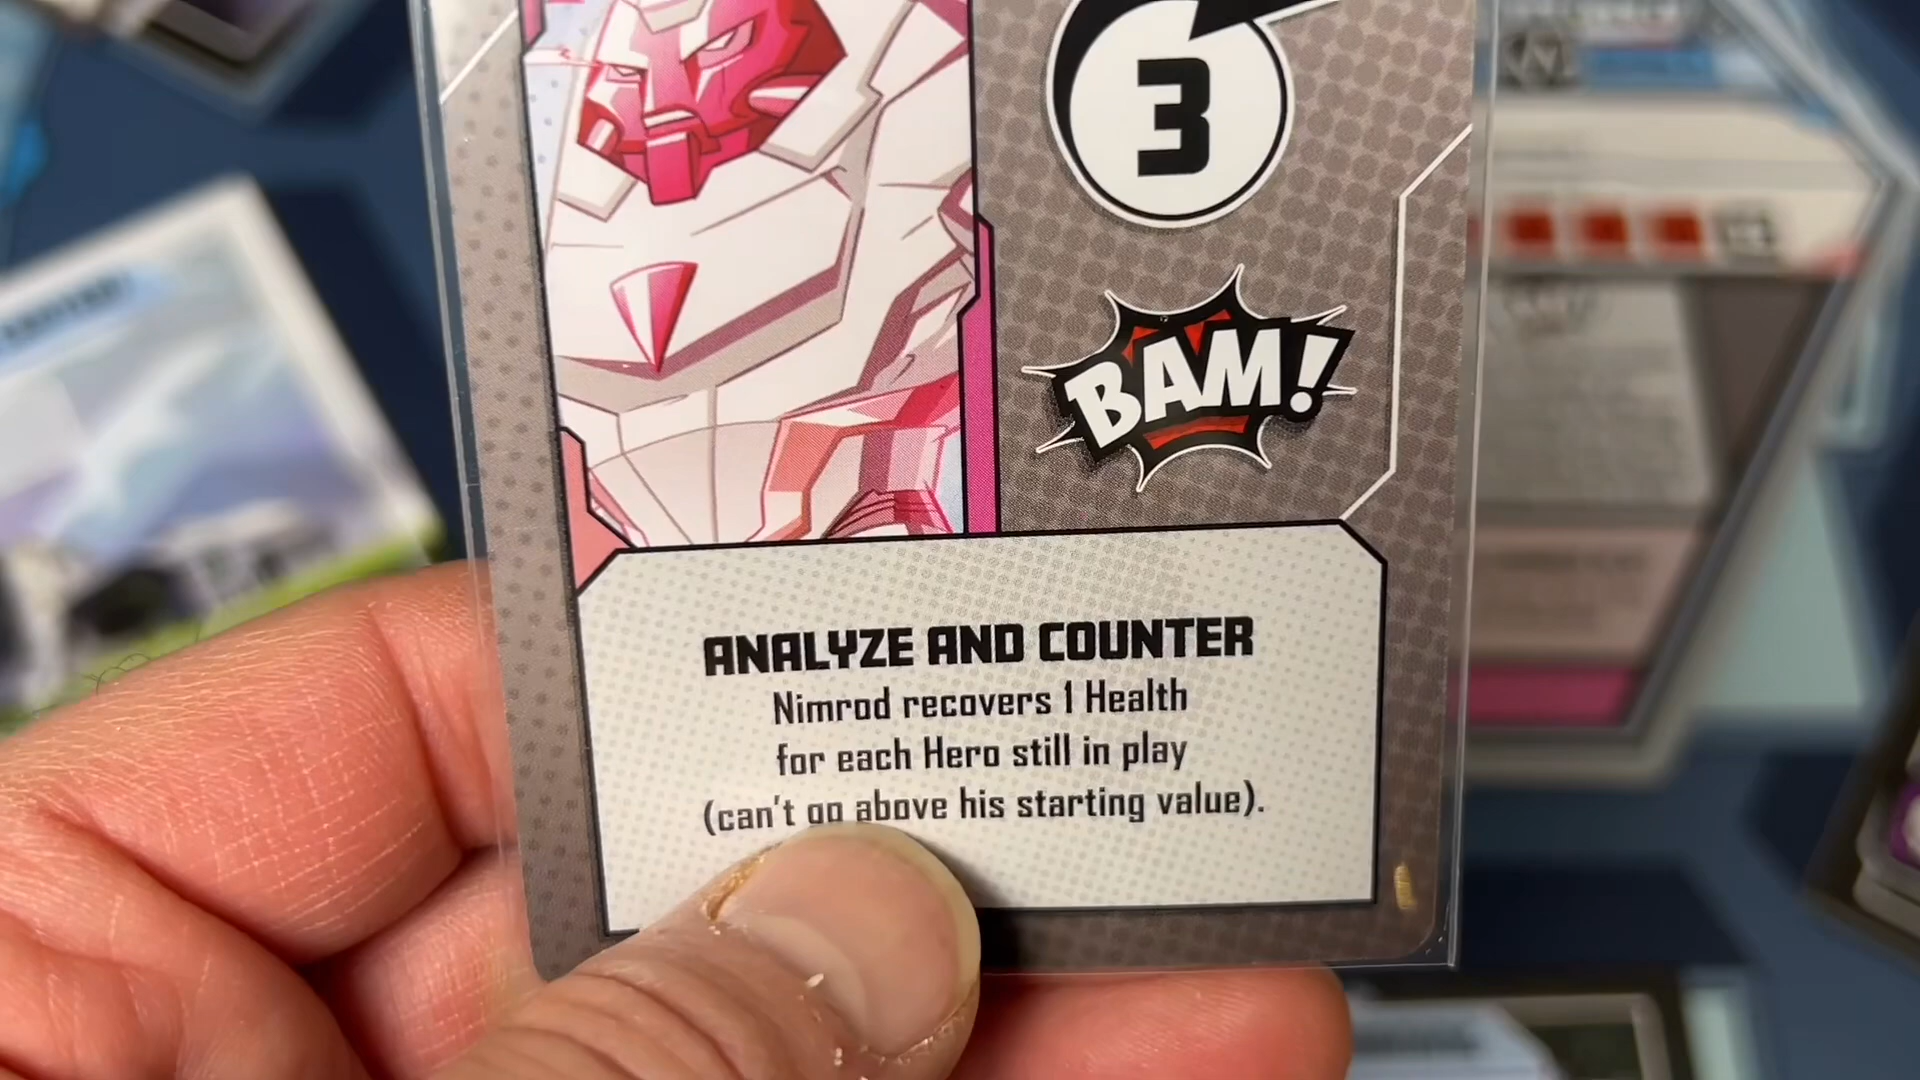 3
BAM!
ANALYZE AND COUNTER
Nimrod recovers 1 Health
for each Hero still in play
(can't go above his starting value).